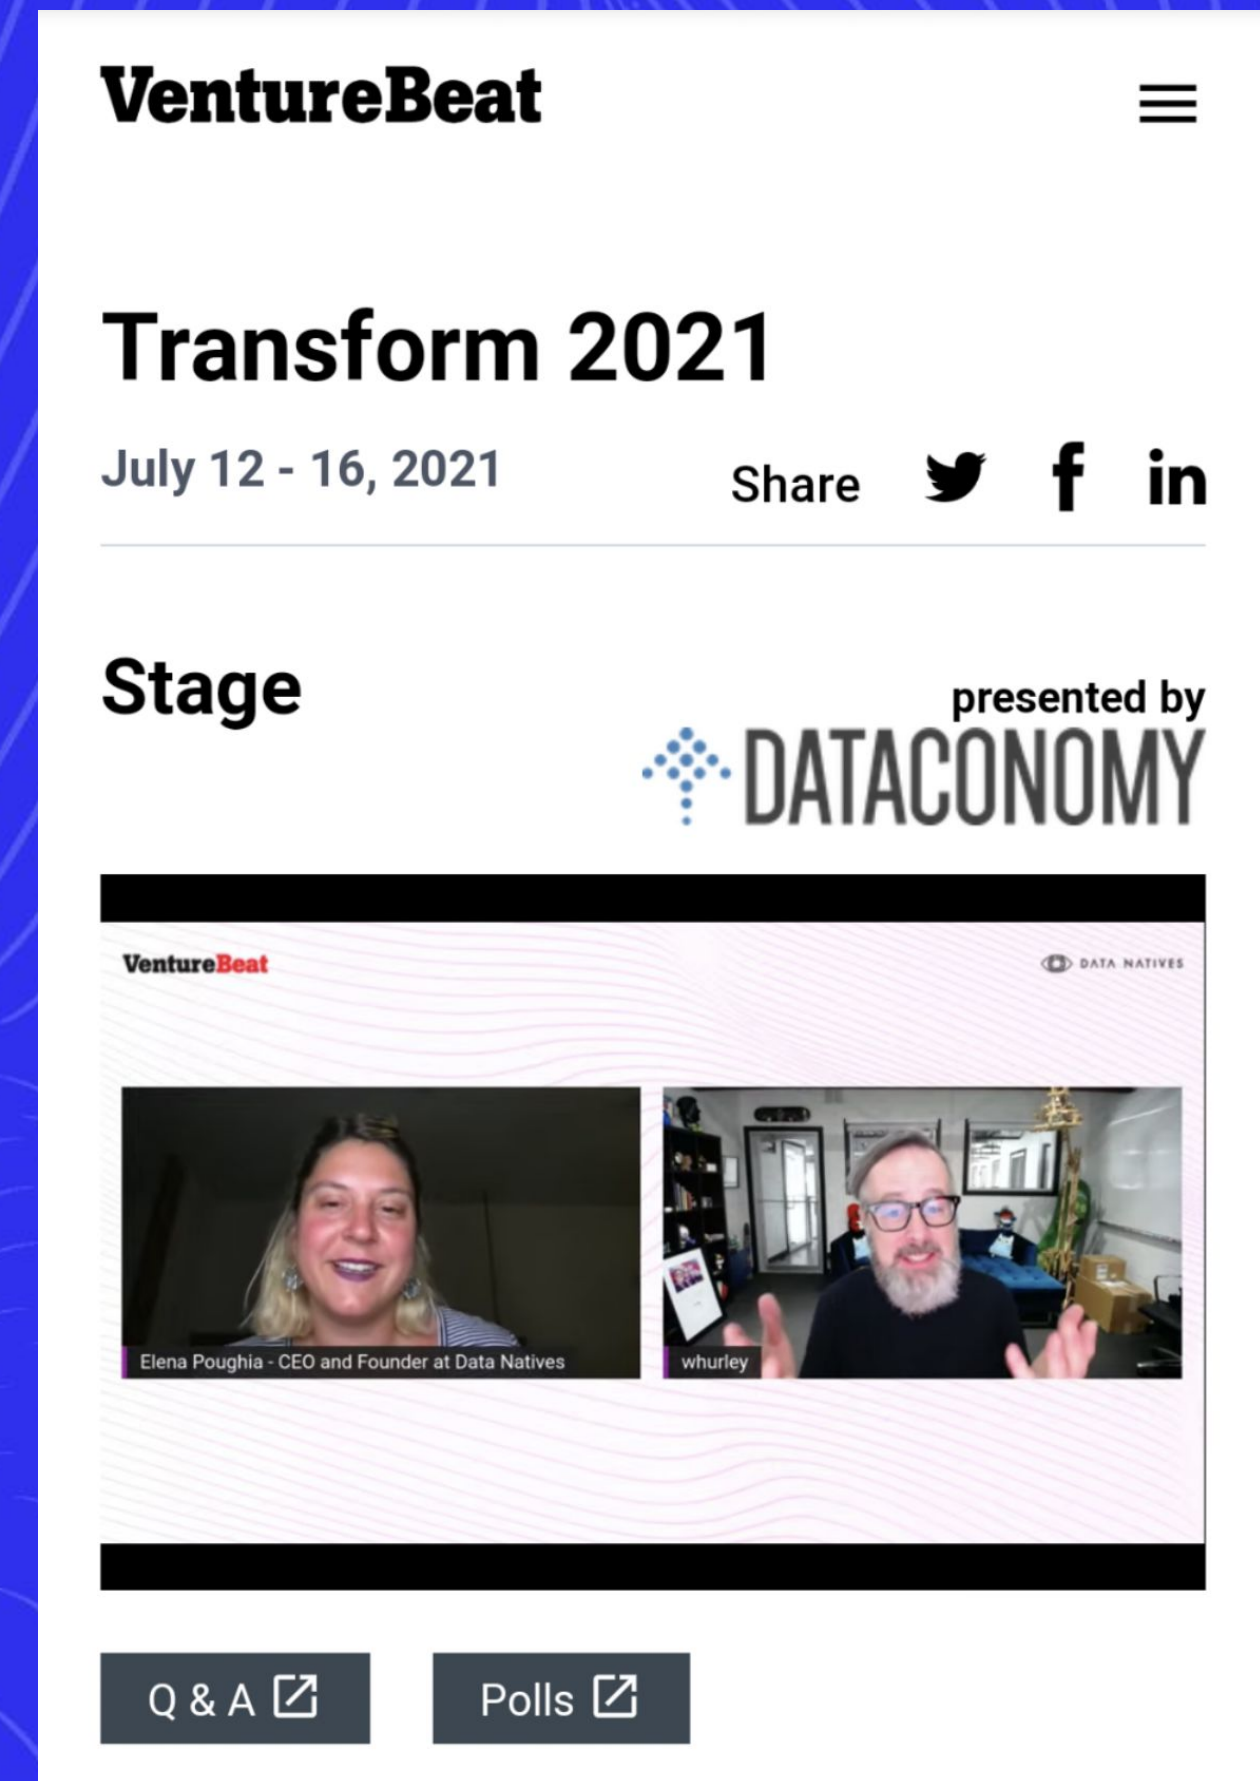 VentureBeat
Transform 2021
July 12 - 16, 2021
Share
Stage
presented by
DATACONOMY
VentureBeat
DATA NATIVES
Elena Poughia - CEO and Founder at Data Natives
whurley
Q & A
Polls